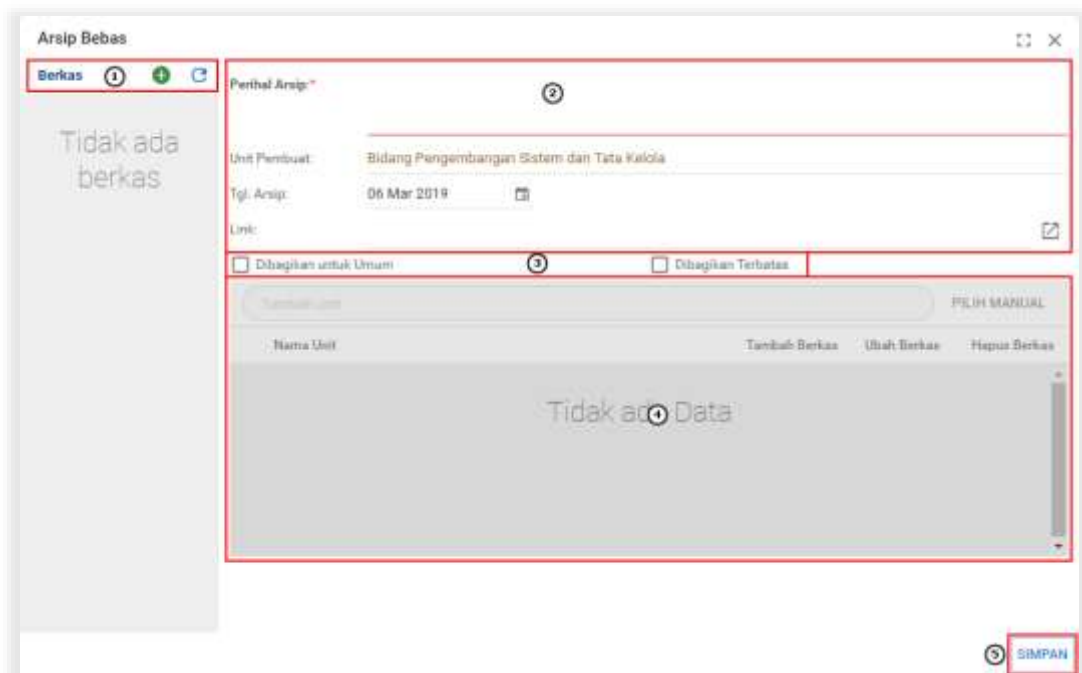 Arsip Bebas
Berkas 1
Tidak ada
berkas
Perihal Arsip:*
2
Unit Pembuat: Bidang Pengembangan Sistem dan Tata Kelola
Tgl. Arsip: 06 Mar 2019
Link:
Dibagikan untuk Umum 3 Dibagikan Terbatas
Tambah unit PILIH MANUAL
Nama Unit Tambah Berkas Ubah Berkas Hapus Berkas
Tidak ada Data
4
5 SIMPAN